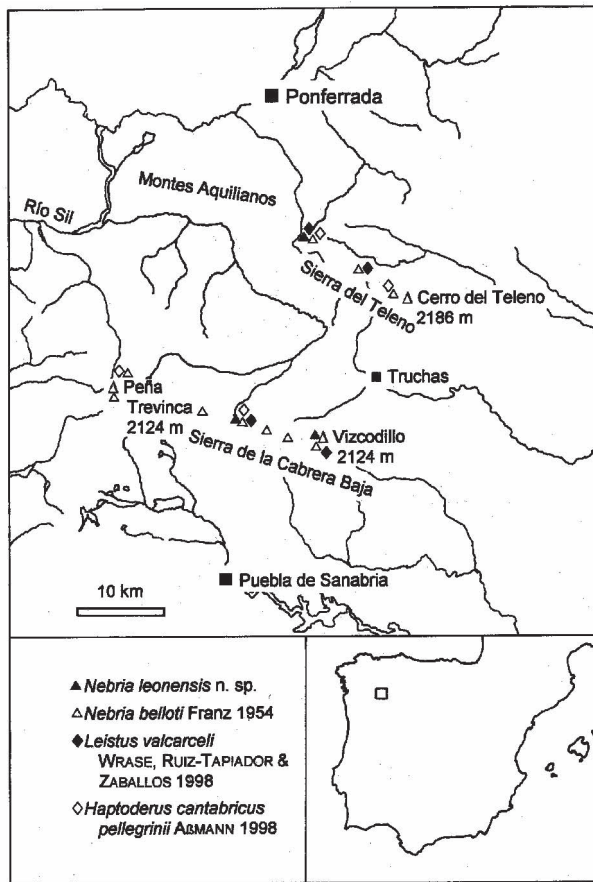 Ponferrada
Montes Aquilianos
Río Sil
Sierra del Teleno
Cerro del Teleno
2186 m
Truchas
Peña
Trevinca
2124 m
Vizcodillo
2124 m
Sierra de la Cabrera Baja
Puebla de Sanabria
10 km
Nebria leonensis n. sp.
Nebria belloti Franz 1954
Leistus valcarceli
WRASE, RUIZ-TAPIADOR &
ZABALLOS 1998
Haptoderus cantabricus
pellegrinii AßMANN 1998